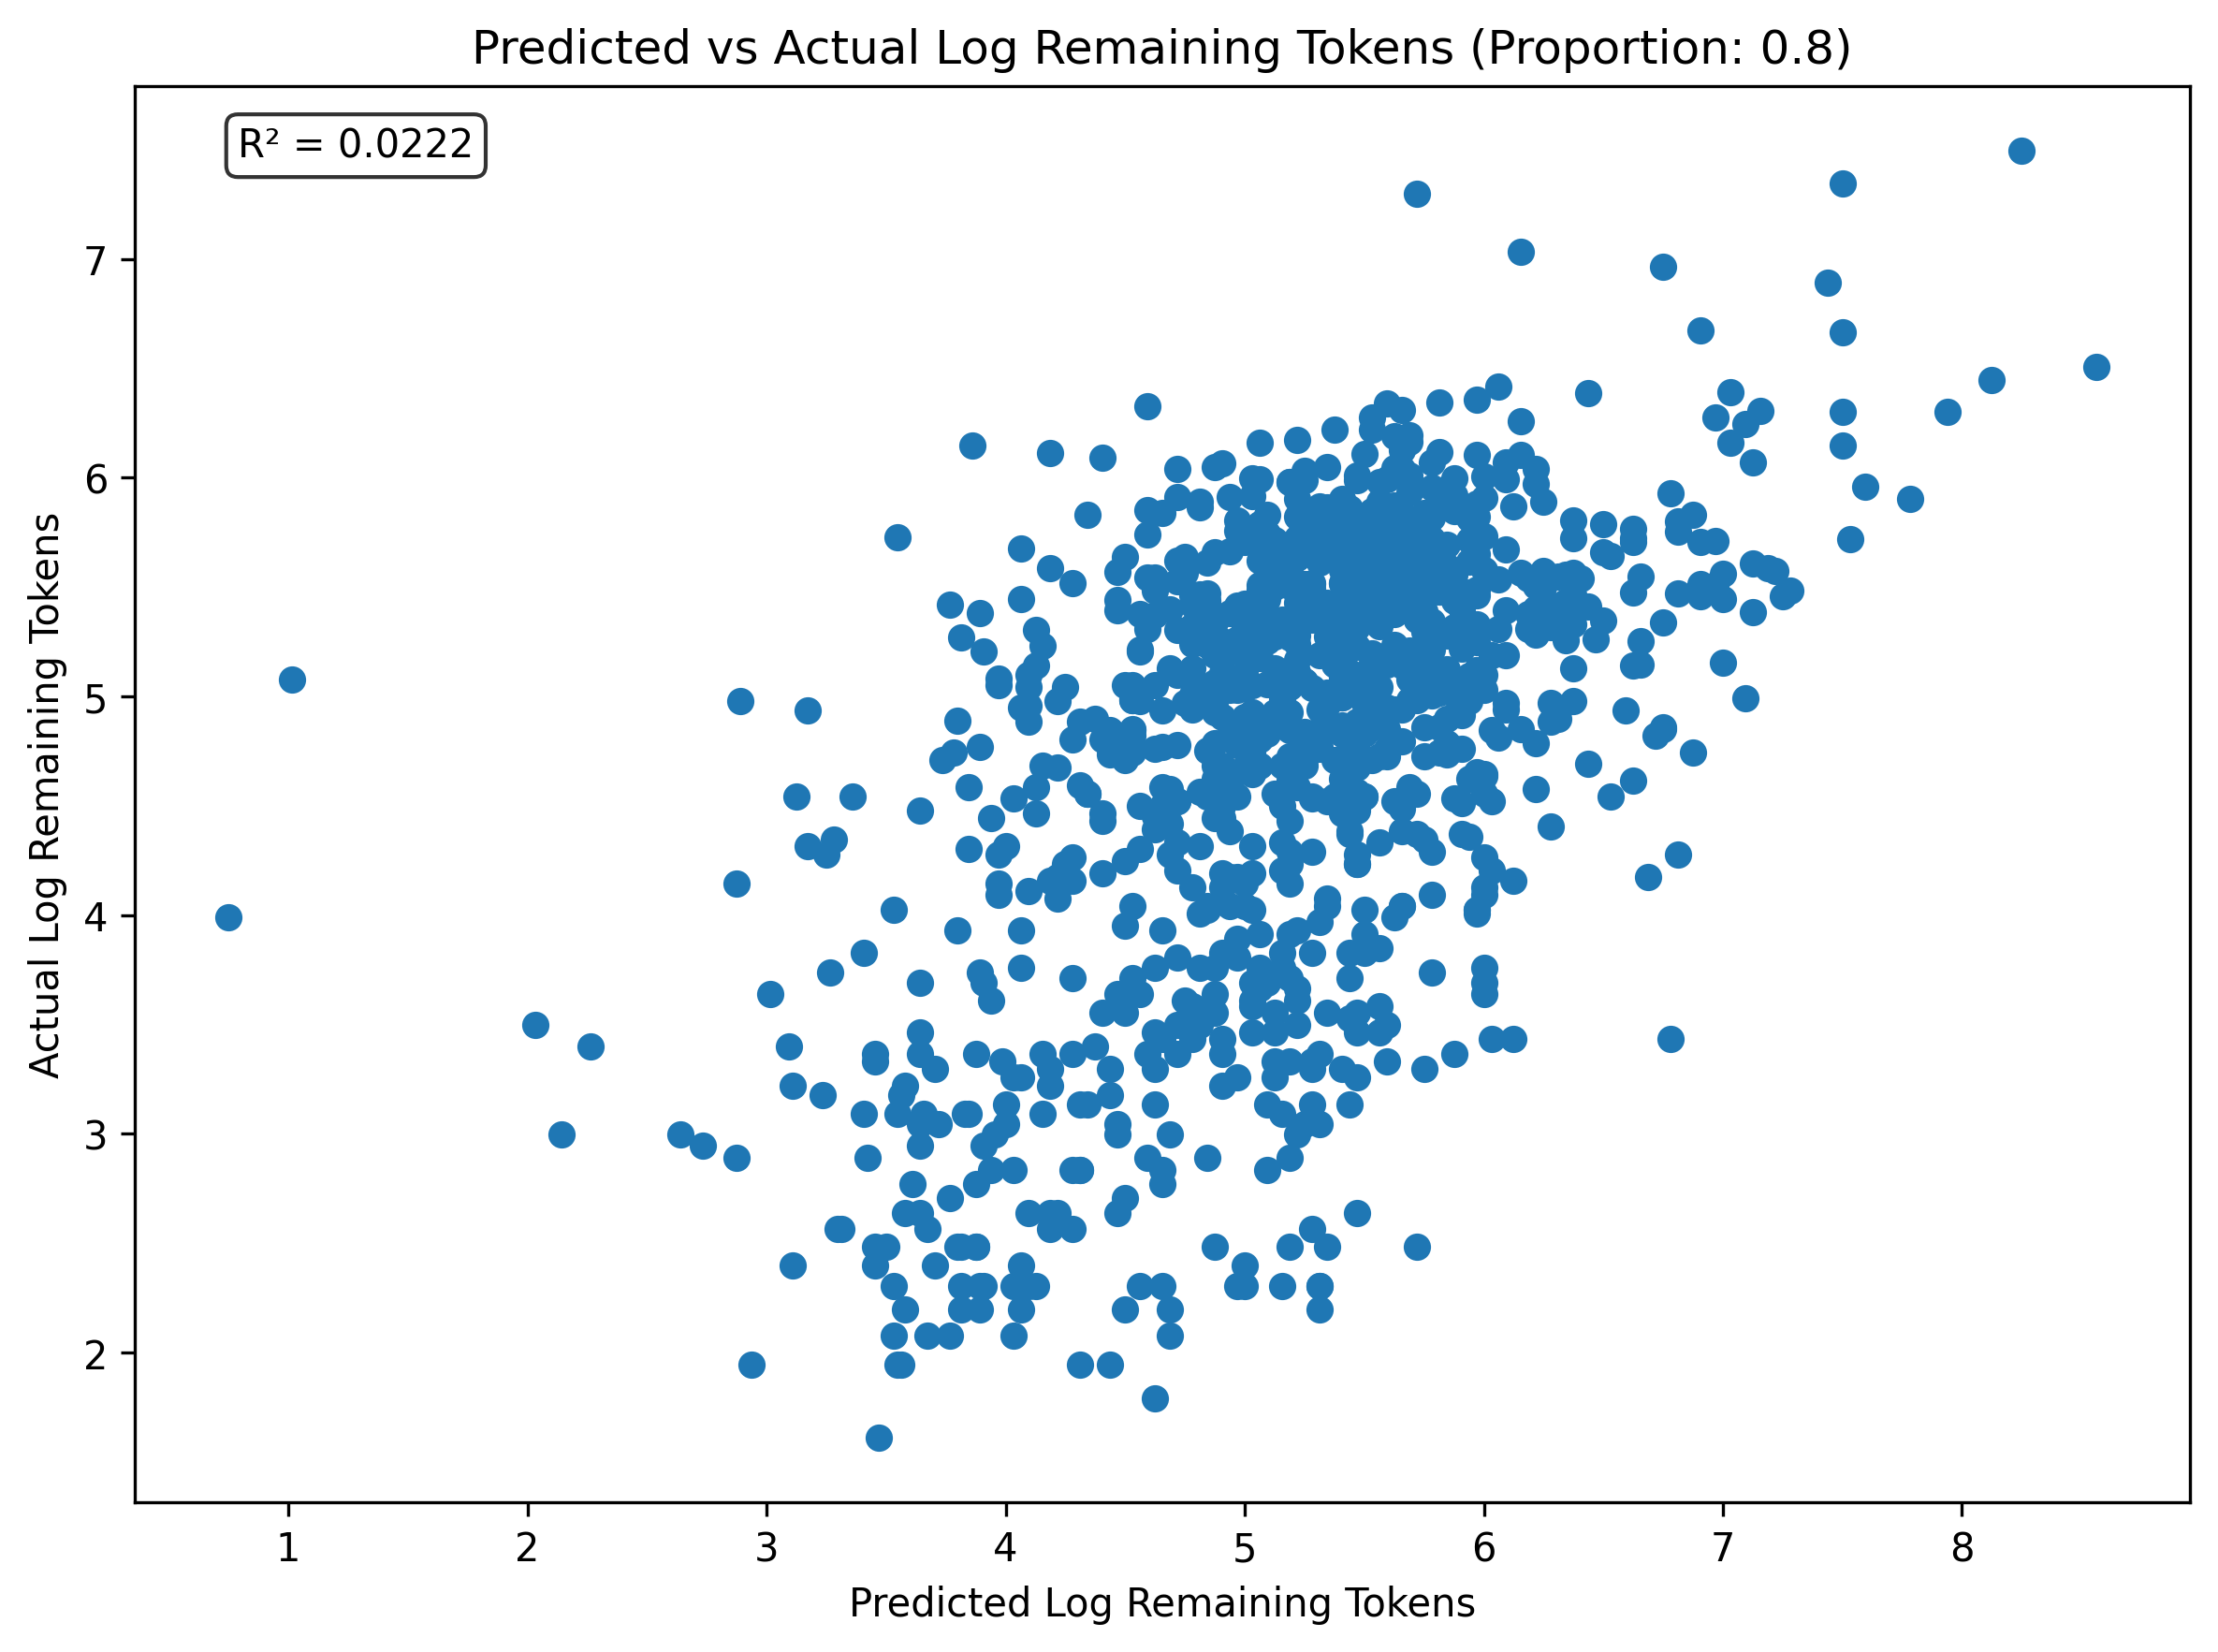 Predicted vs Actual Log Remaining Tokens (Proportion: 0.8)
R² = 0.0222
7
6
5
4
3
2
Actual Log Remaining Tokens
1 2 3 4 5 6 7 8
Predicted Log Remaining Tokens